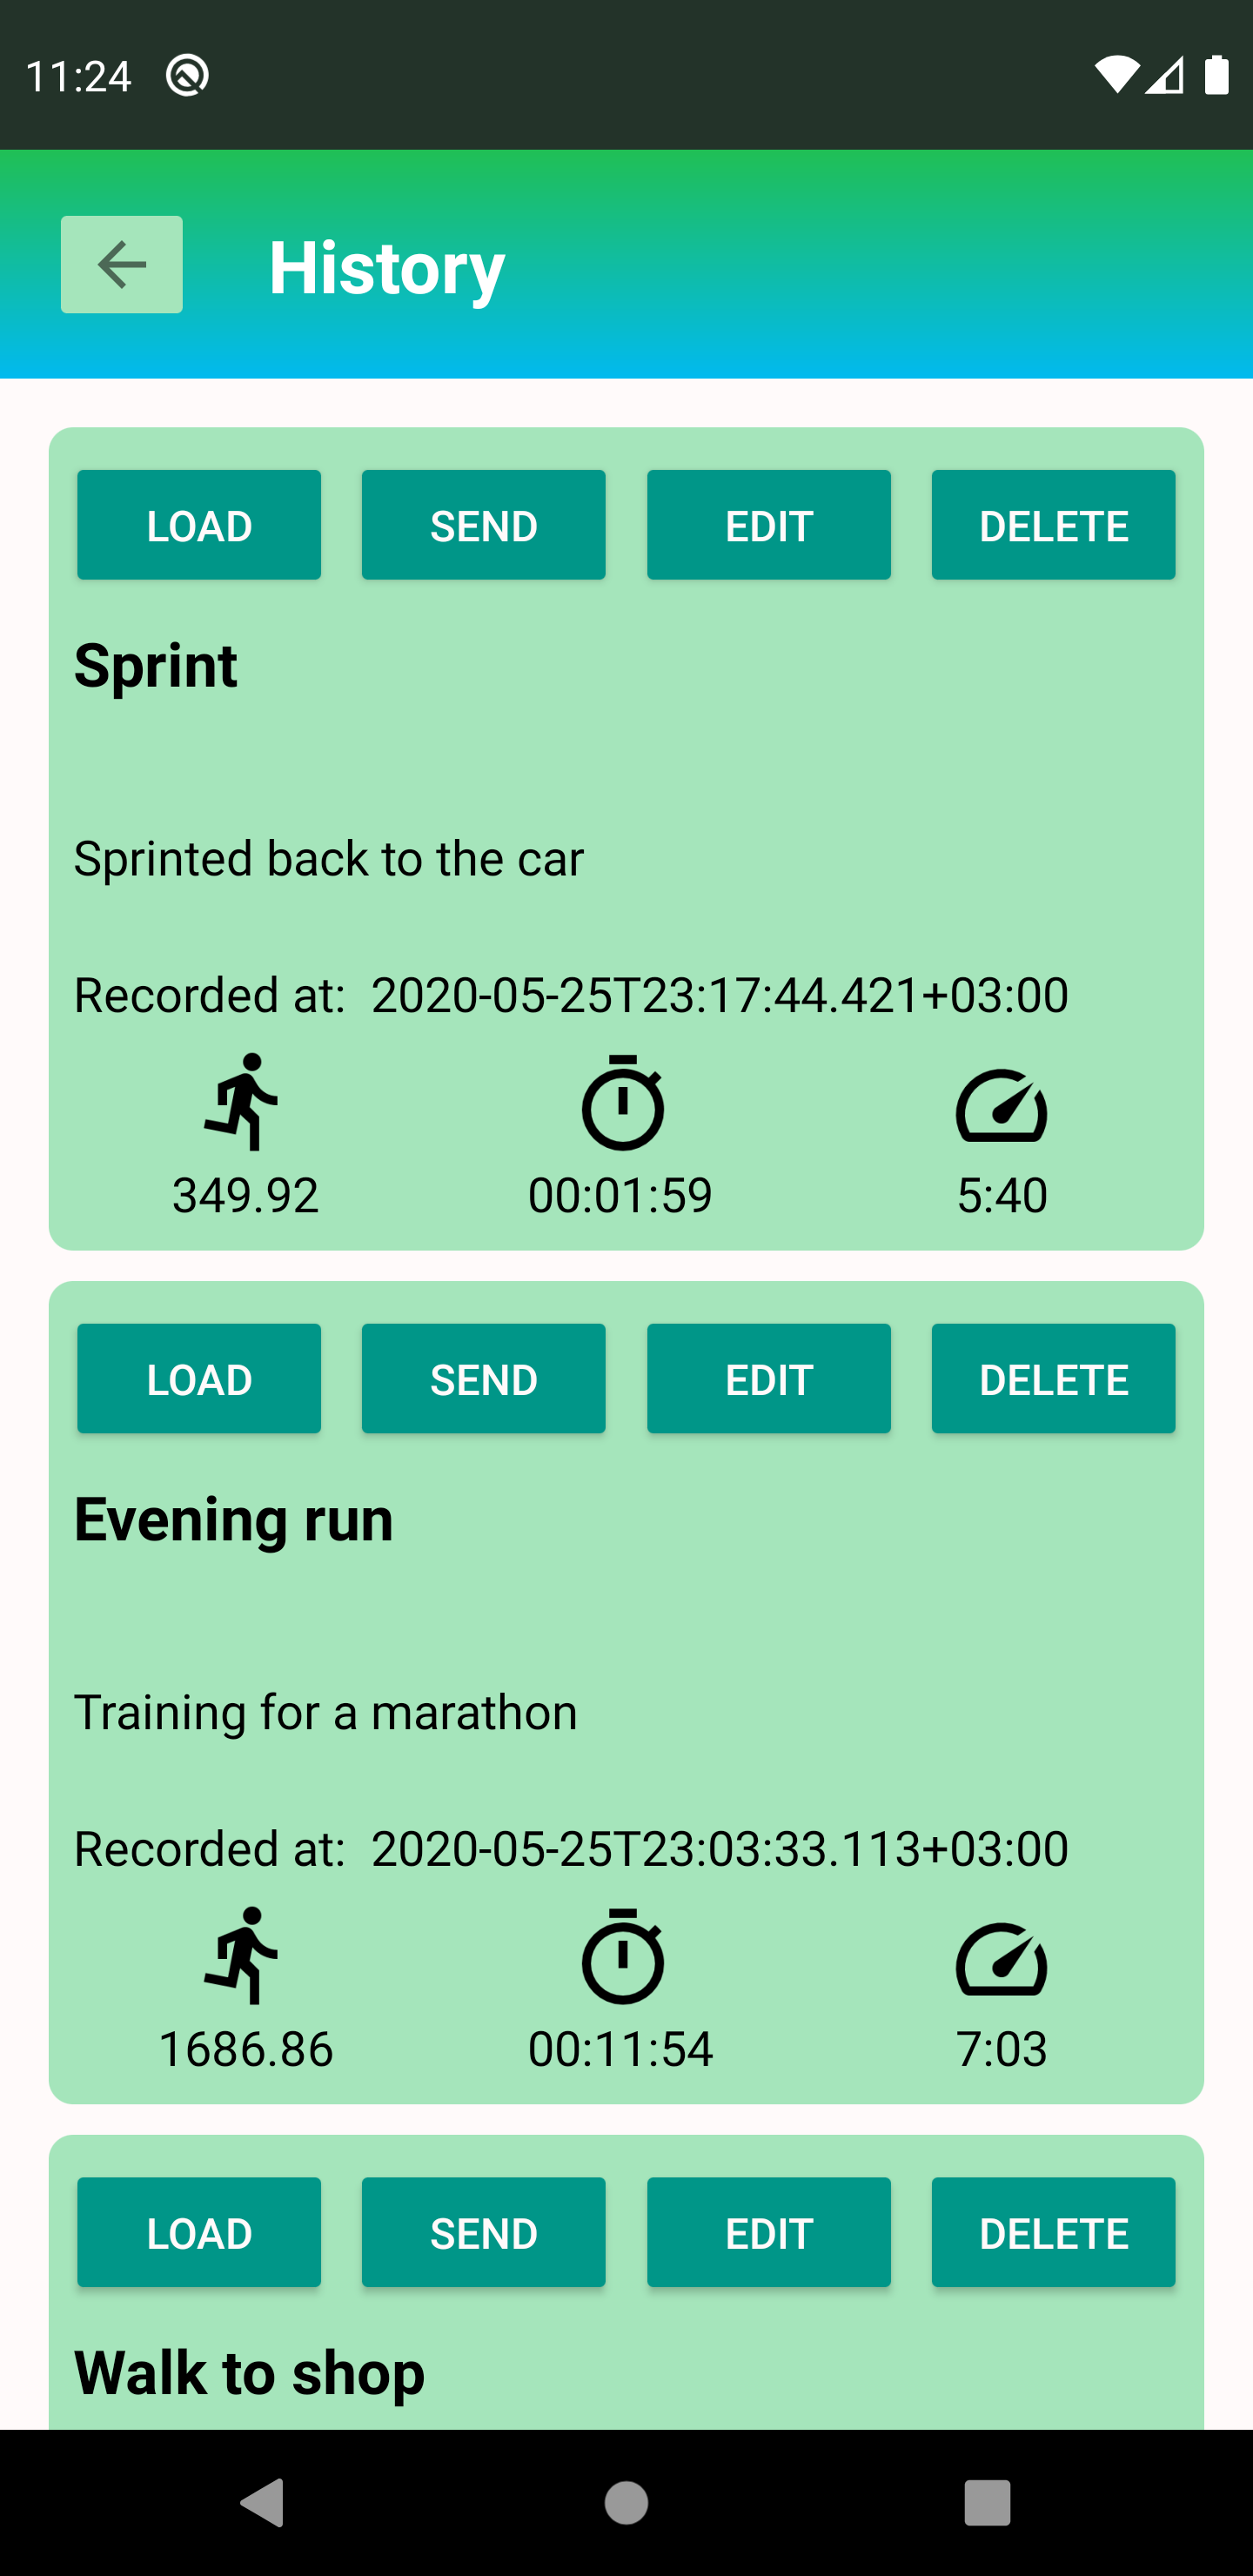 11:24
History
LOAD SEND EDIT DELETE
Sprint
Sprinted back to the car
Recorded at: 2020-05-25T23:17:44.421+03:00
349.92 00:01:59 5:40
LOAD SEND EDIT DELETE
Evening run
Training for a marathon
Recorded at: 2020-05-25T23:03:33.113+03:00
1686.86 00:11:54 7:03
LOAD SEND EDIT DELETE
Walk to shop